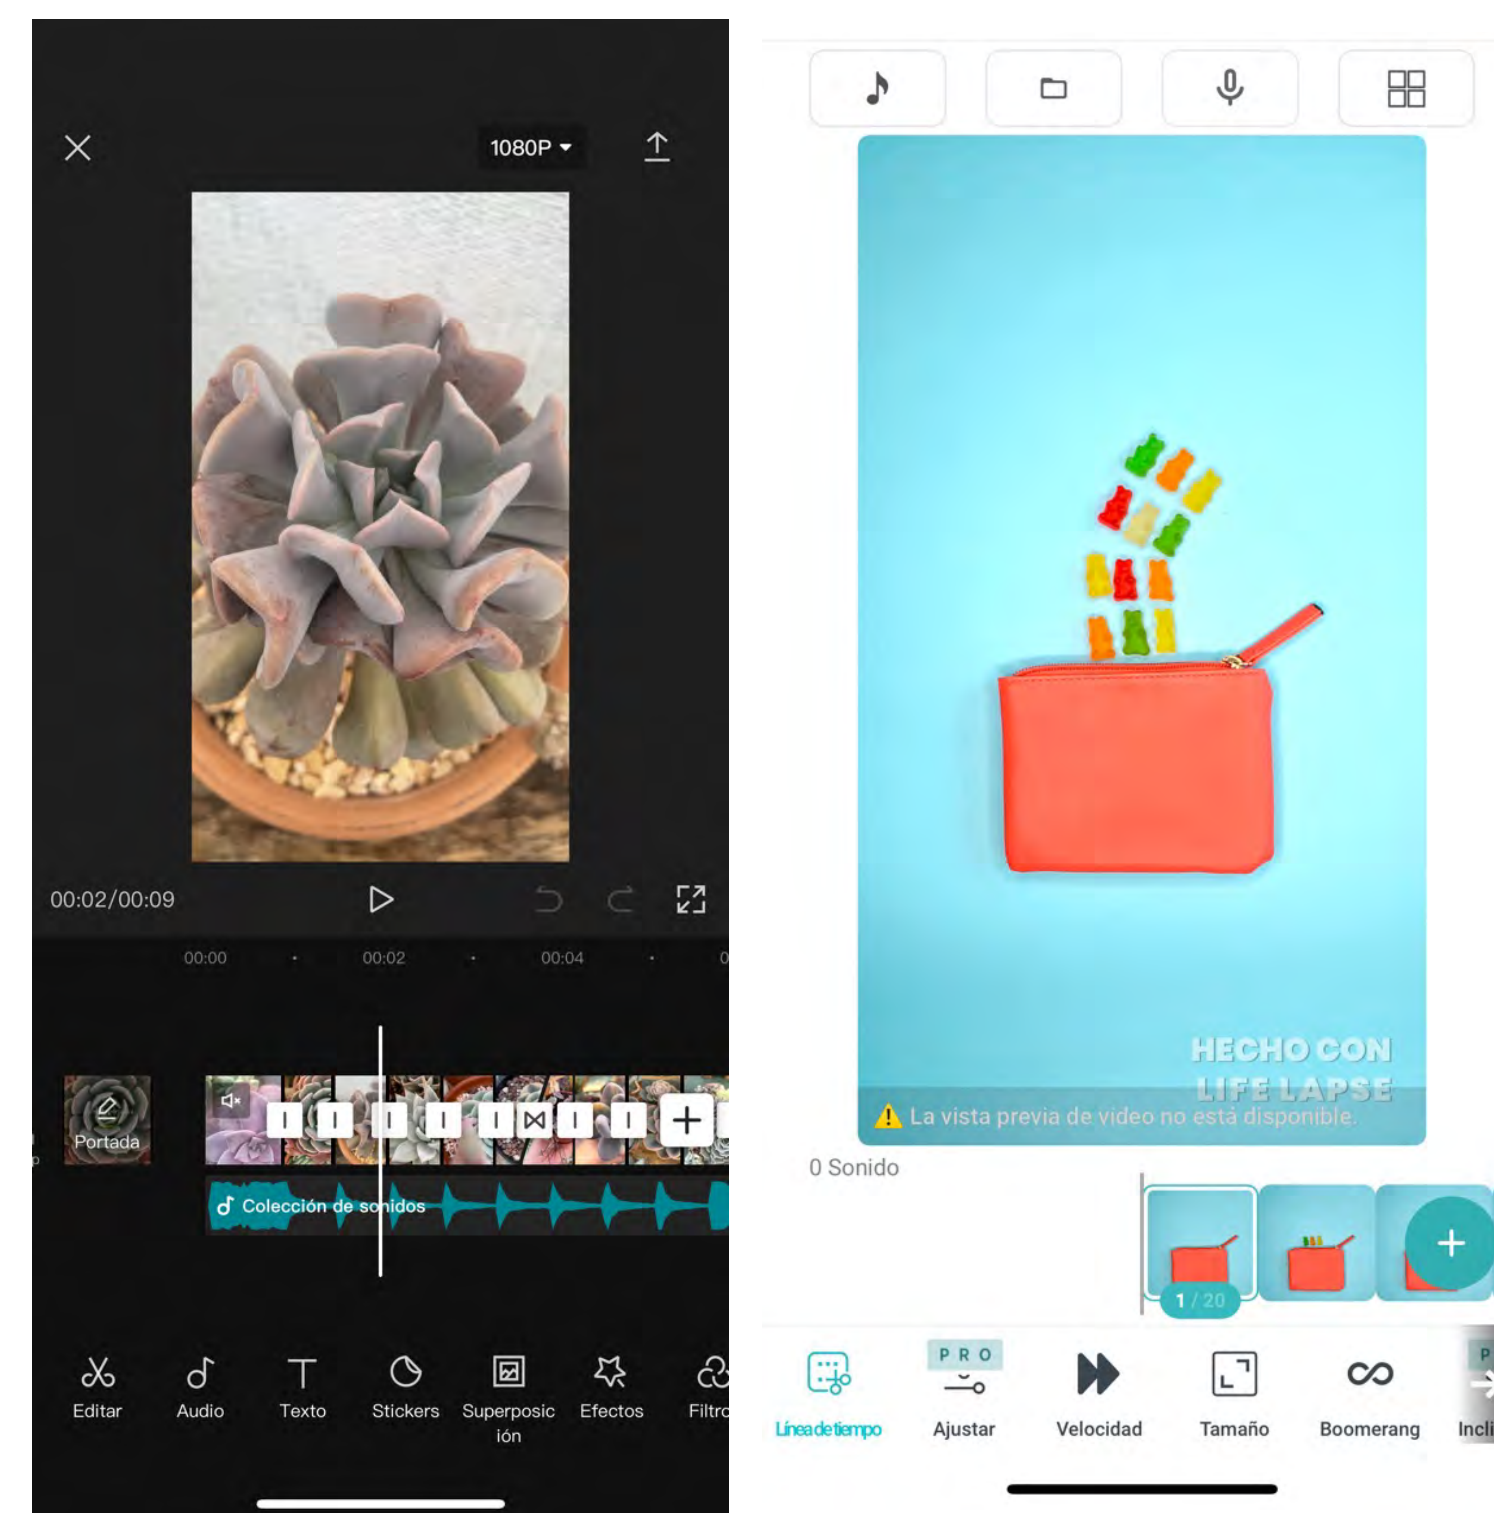 1080P
00:02/00:09
00:00
00:02
00:04
Portada
Colección de sonidos
Editar
Audio
Texto
Stickers
Superposic
ión
Efectos
Filtro
HECHO CON
LIFE LAPSE
⚠ La vista previa de video no está disponible.
0 Sonido
1 / 20
PRO
Línea de tiempo
Ajustar
Velocidad
Tamaño
Boomerang
Incli